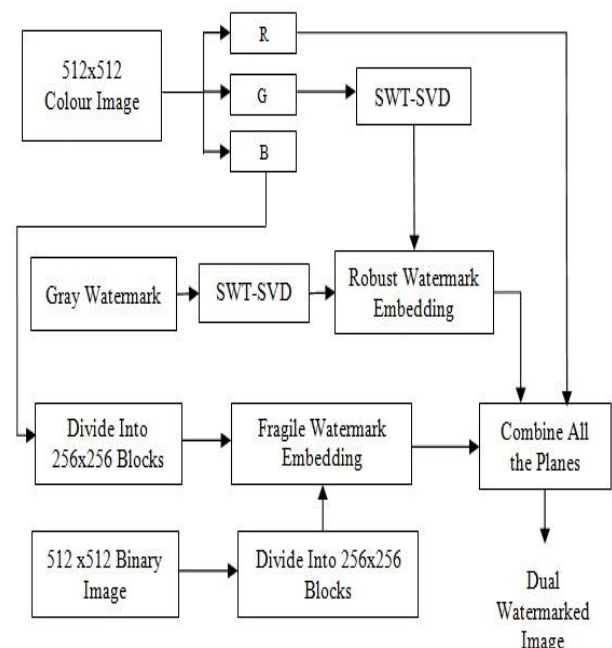 R
512x512
Colour Image
G
SWT-SVD
B
Gray Watermark
SWT-SVD
Robust Watermark
Embedding
Divide Into
256x256 Blocks
Fragile Watermark
Embedding
Combine All
the Planes
512 x512 Binary
Image
Divide Into 256x256
Blocks
Dual
Watermarked
Image